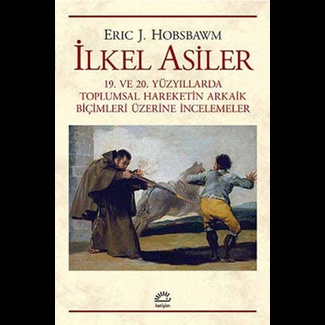 ERIC J. HOBSBAWM
İLKEL ASİLER
19. VE 20. YÜZYILLARDA
TOPLUMSAL HAREKETİN ARKAİK
BİÇİMLERİ ÜZERİNE İNCELEMELER
iletişim